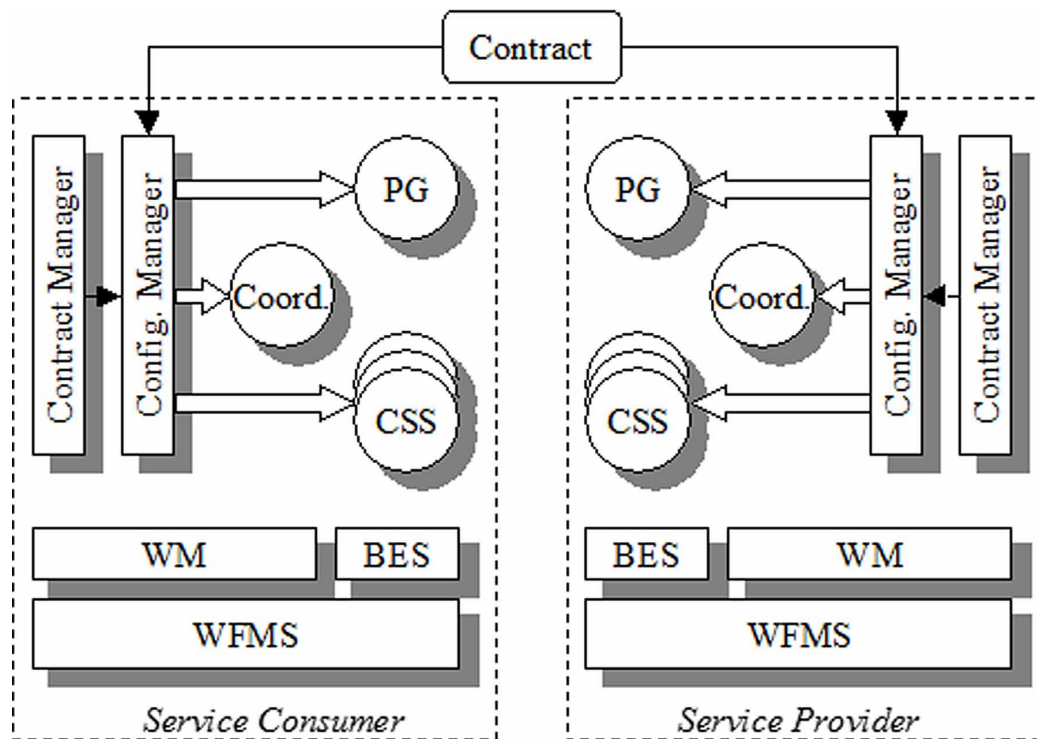 Contract
Contract Manager
Config. Manager
PG
Coord.
CSS
WM
BES
WFMS
Service Consumer
PG
Coord.
CSS
Config. Manager
Contract Manager
BES
WM
WFMS
Service Provider